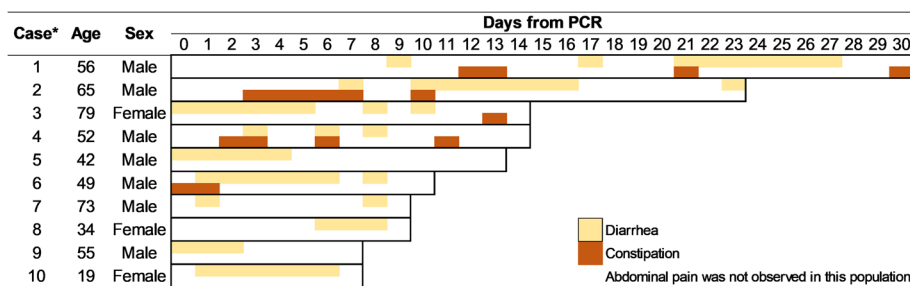 Days from PCR
Case* Age Sex 0 1 2 3 4 5 6 7 8 9 10 11 12 13 14 15 16 17 18 19 20 21 22 23 24 25 26 27 28 29 30
1 56 Male
2 65 Male
3 79 Female
4 52 Male
5 42 Male
6 49 Male
7 73 Male
8 34 Female
9 55 Male
10 19 Female
Diarrhea
Constipation
Abdominal pain was not observed in this population